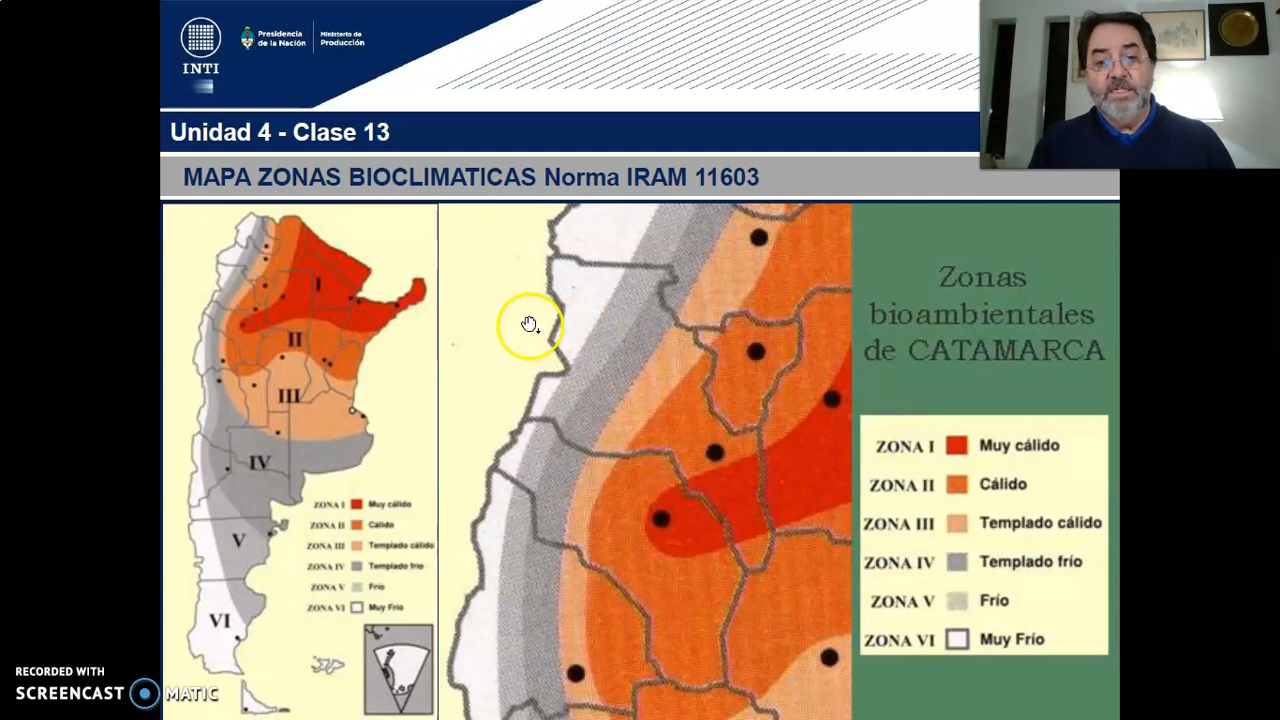 INTI
Presidencia
de la Nación
Ministerio de
Producción
Unidad 4 - Clase 13
MAPA ZONAS BIOCLIMATICAS Norma IRAM 11603
I
II
III
IV
V
VI
ZONA I Muy cálido
ZONA II Cálido
ZONA III Templado cálido
ZONA IV Templado frío
ZONA V Frío
ZONA VI Muy Frío
Zonas
bioambientales
de CATAMARCA
ZONA I Muy cálido
ZONA II Cálido
ZONA III Templado cálido
ZONA IV Templado frío
ZONA V Frío
ZONA VI Muy Frío
RECORDED WITH
SCREENCAST MATIC